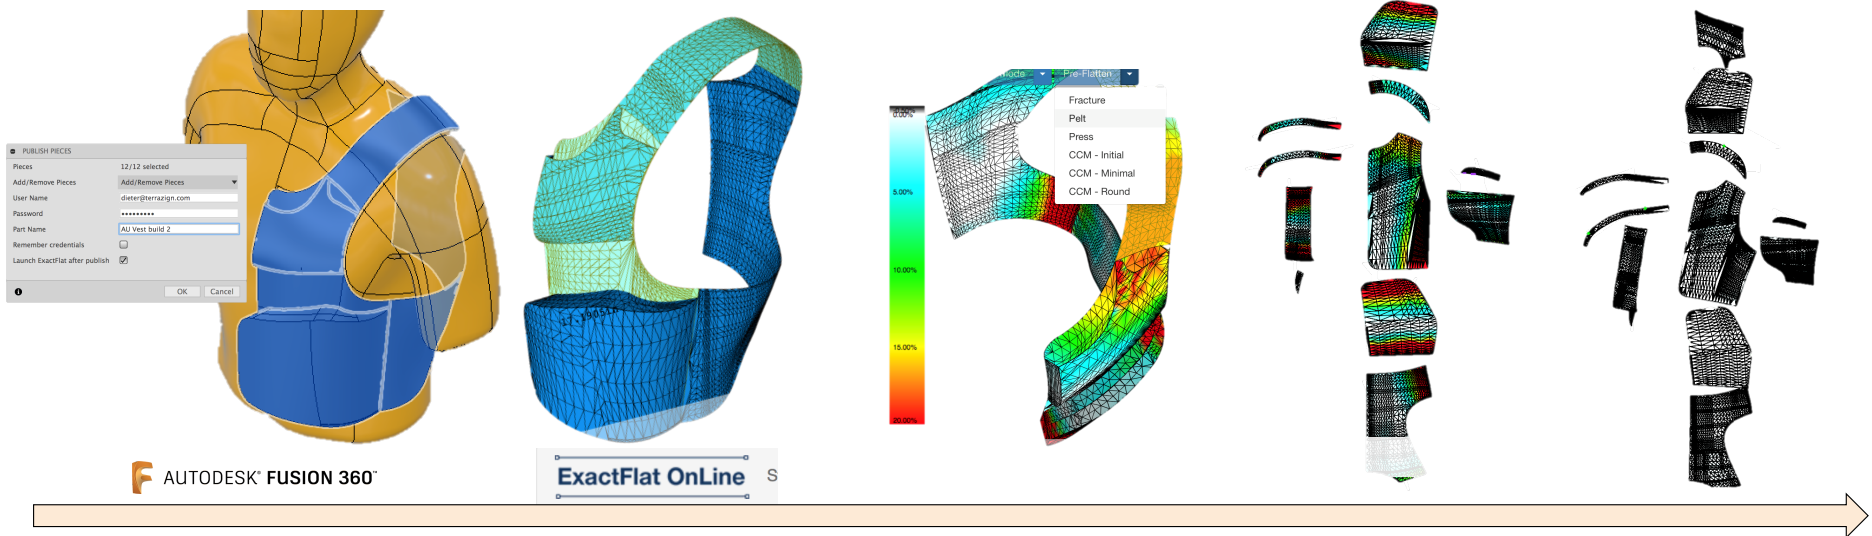 PUBLISH PIECES
Pieces 12/12 selected
Add/Remove Pieces Add/Remove Pieces
User Name dieter@terrazign.com
Password •••••••••
Part Name AU Vest build 2
Remember credentials
Launch ExactFlat after publish
OK Cancel
AUTODESK® FUSION 360™
ExactFlat OnLine S
Pre-Flatten
Fracture
Pelt
Press
CCM - Initial
CCM - Minimal
CCM - Round
0.00%
5.00%
10.00%
15.00%
20.00%